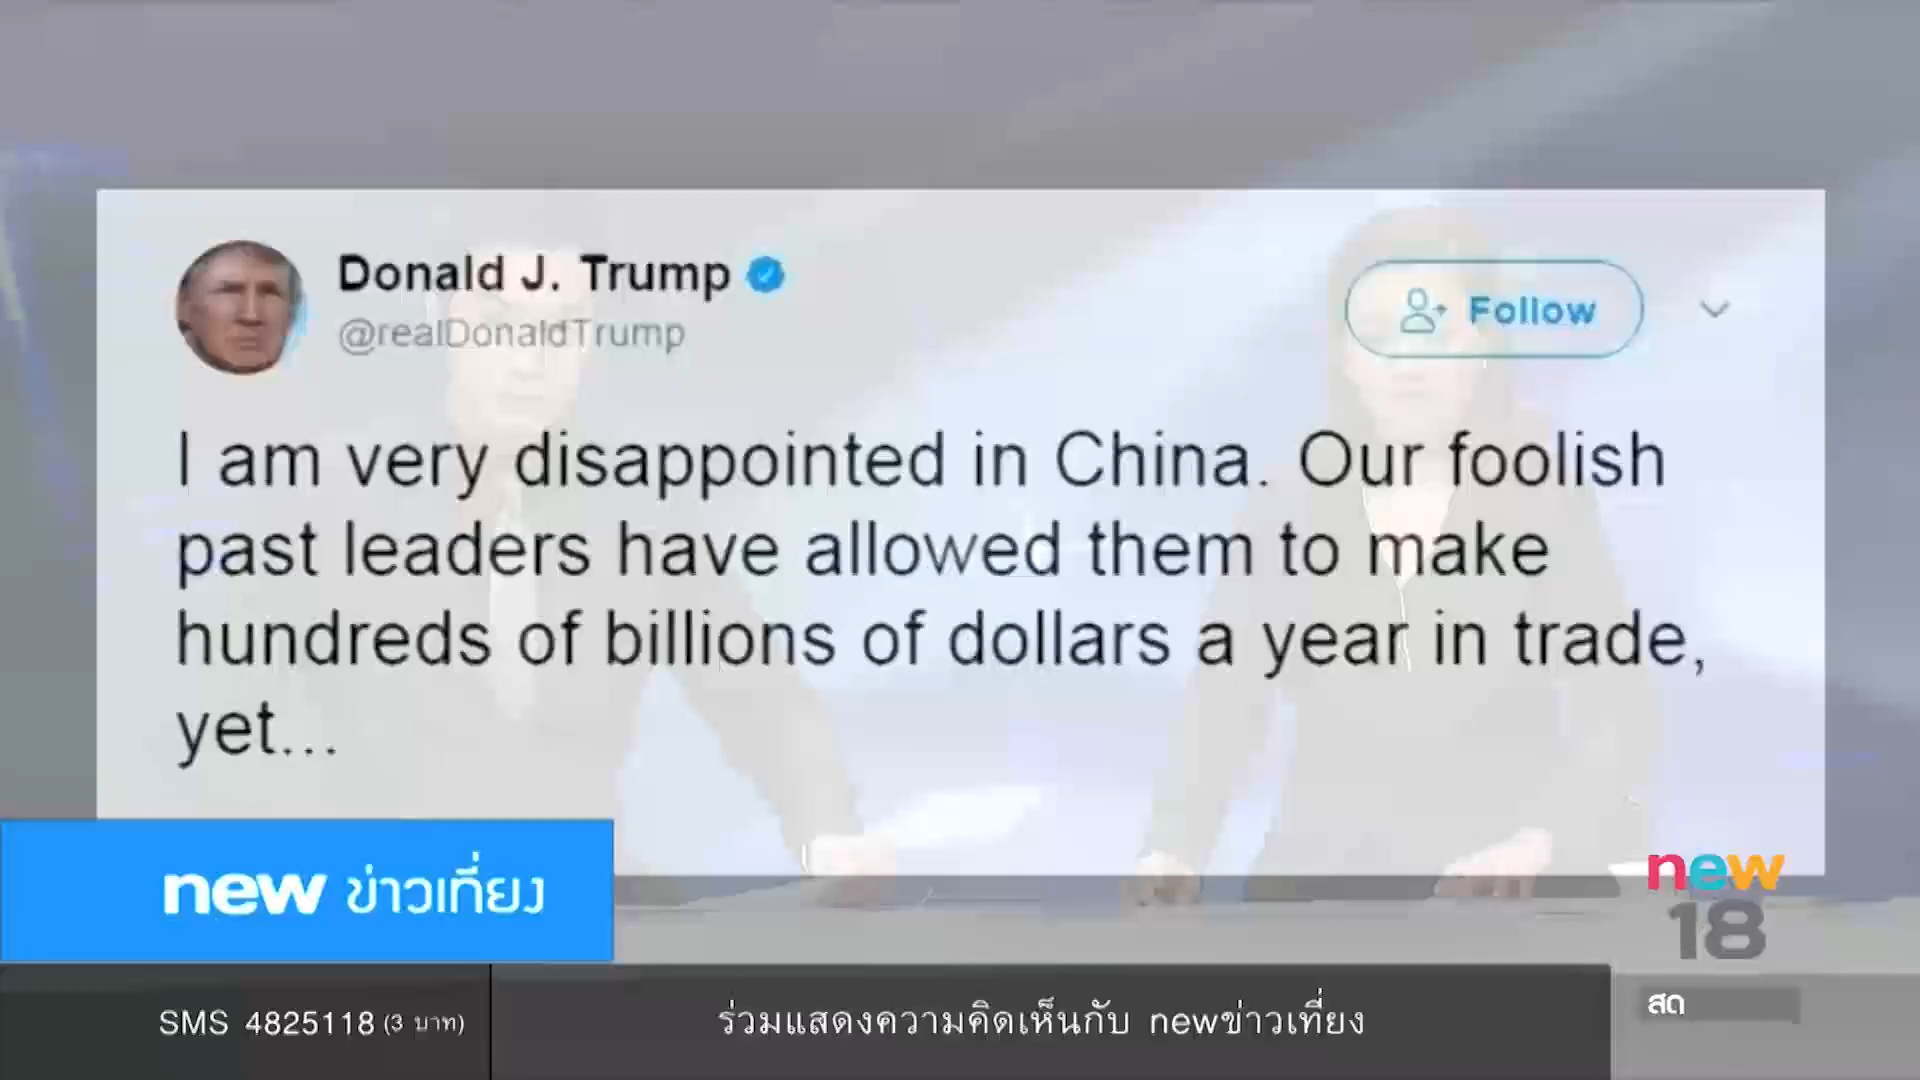 Donald J. Trump
@realDonaldTrump
Follow
I am very disappointed in China. Our foolish
past leaders have allowed them to make
hundreds of billions of dollars a year in trade,
yet...
new ข่าวเที่ยง
new
18
สด
SMS 4825118 (3 บาท)
ร่วมแสดงความคิดเห็นกับ newข่าวเที่ยง